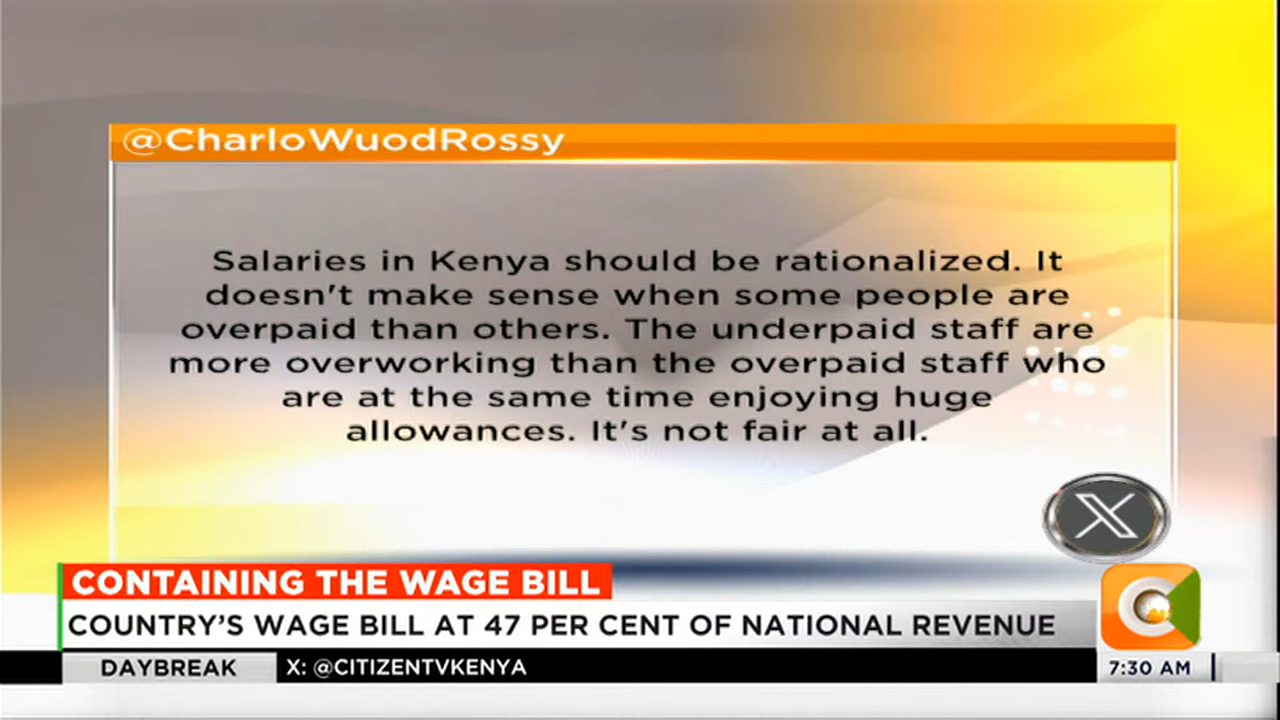 @CharloWuodRossy
Salaries in Kenya should be rationalized. It
doesn't make sense when some people are
overpaid than others. The underpaid staff are
more overworking than the overpaid staff who
are at the same time enjoying huge
allowances. It's not fair at all.
CONTAINING THE WAGE BILL
COUNTRY'S WAGE BILL AT 47 PER CENT OF NATIONAL REVENUE
DAYBREAK
X: @CITIZENTVKENYA
7:30 AM